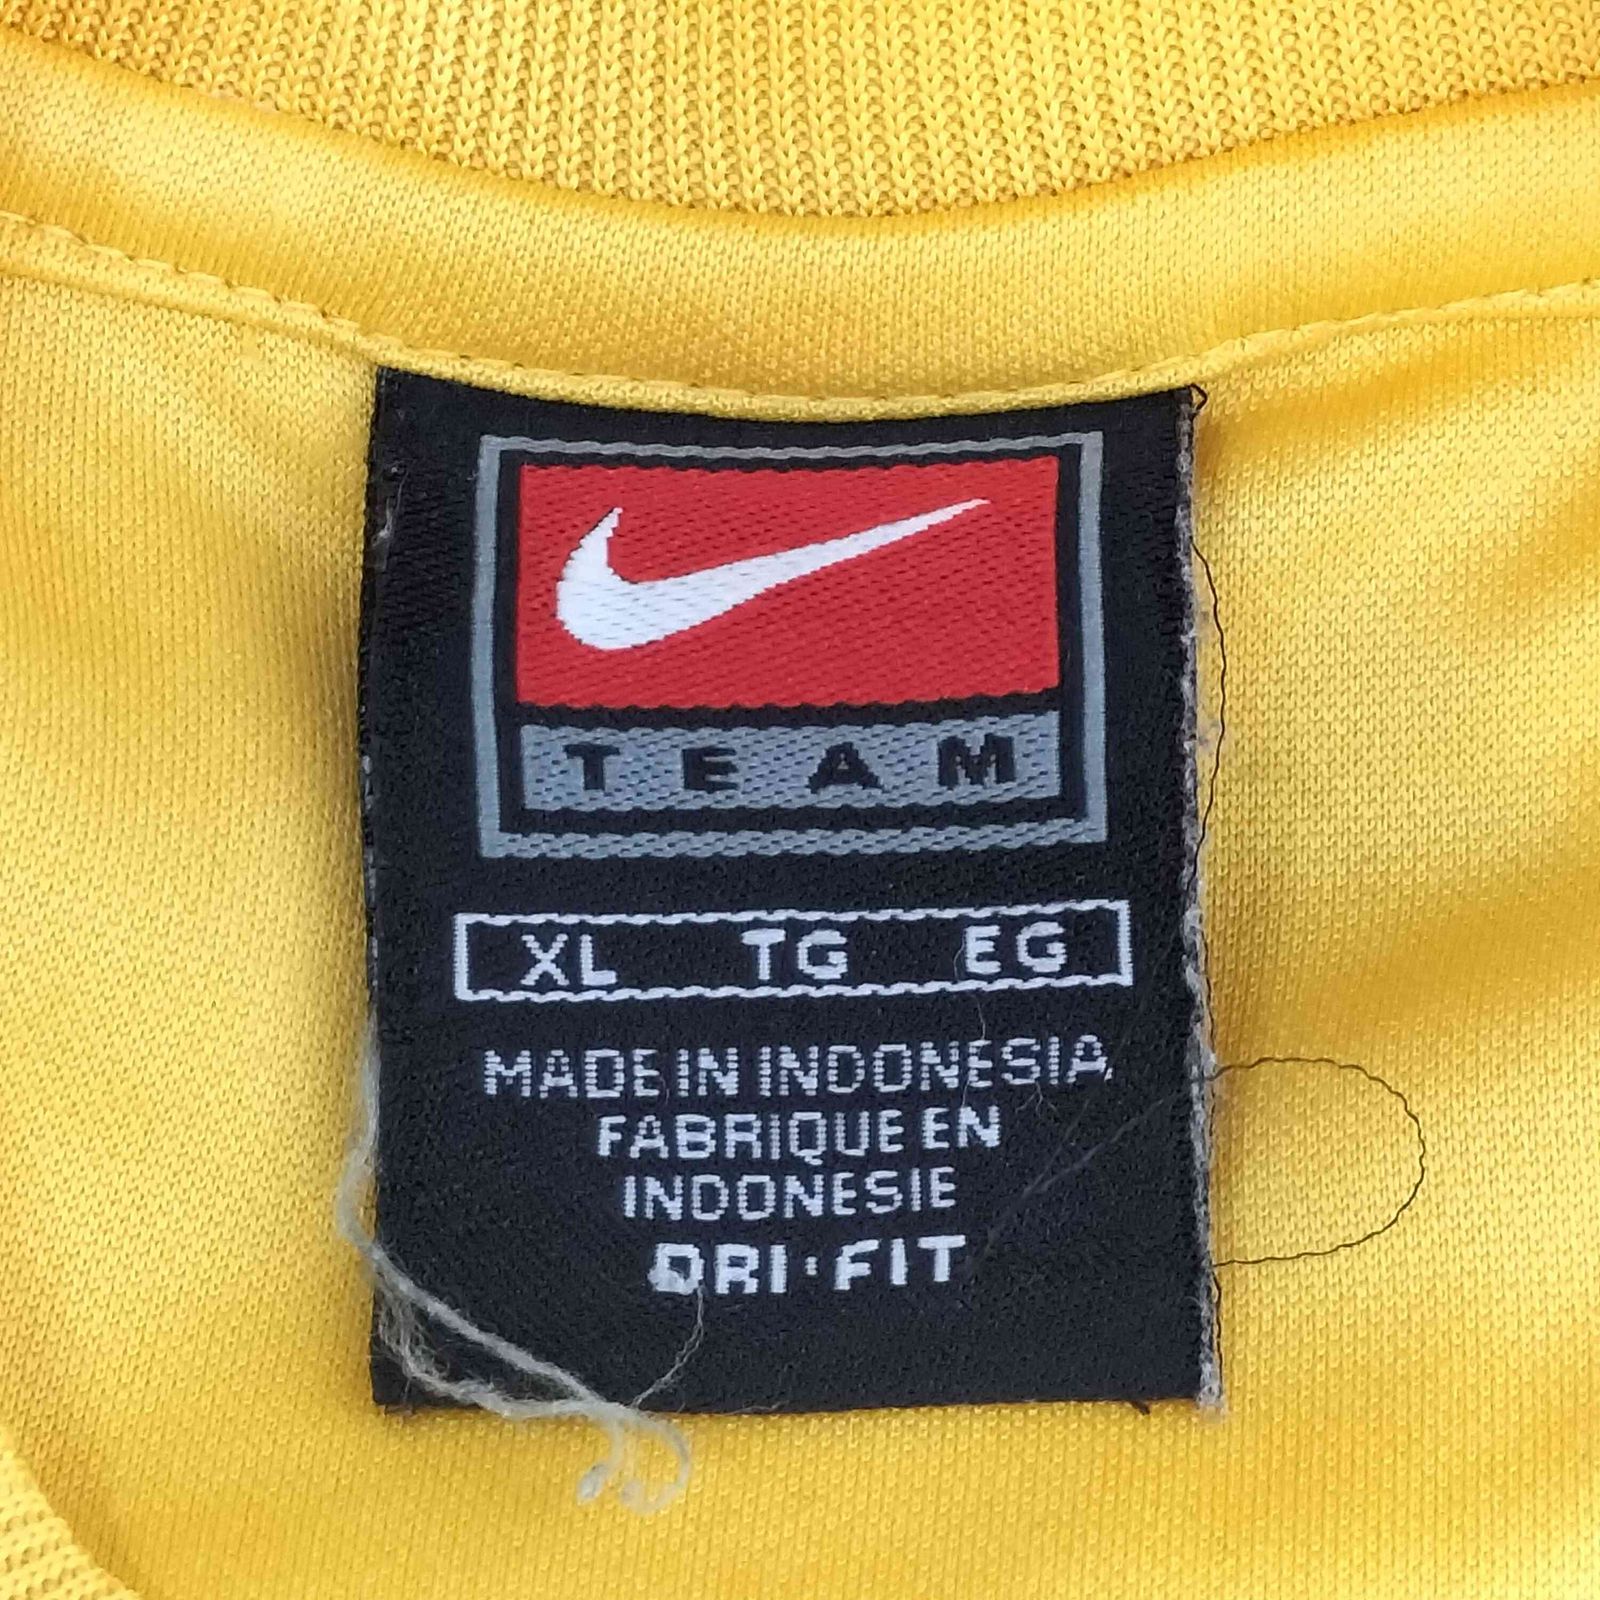 TEAM
XL TG EG
MADE IN INDONESIA
FABRIQUE EN
INDONESIE
DRI·FIT